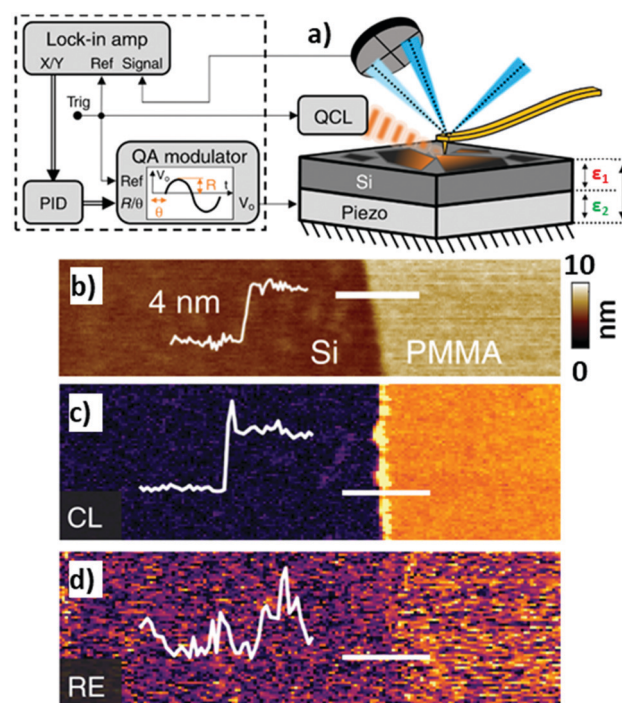 a)
Lock-in amp
X/Y Ref Signal
Trig
QCL
QA modulator
Ref
R/θ
V₀
R
t
θ
V₀
PID
Si
Piezo
ε₁
ε₂
b)
4 nm
Si
PMMA
10
nm
0
c)
CL
d)
RE